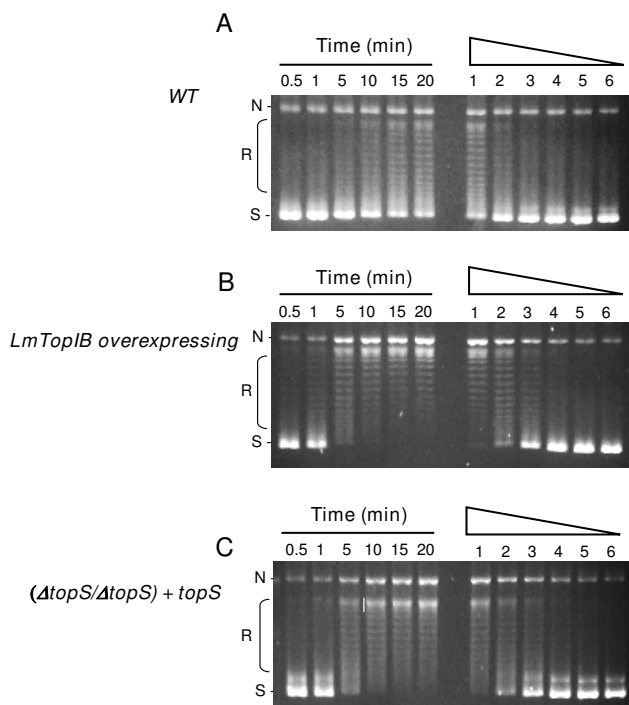 A
Time (min)
WT
0.5 1 5 10 15 20 1 2 3 4 5 6
N
R
S
B
Time (min)
LmTopIB overexpressing
0.5 1 5 10 15 20 1 2 3 4 5 6
N
R
S
C
Time (min)
(ΔtopS/ΔtopS) + topS
0.5 1 5 10 15 20 1 2 3 4 5 6
N
R
S